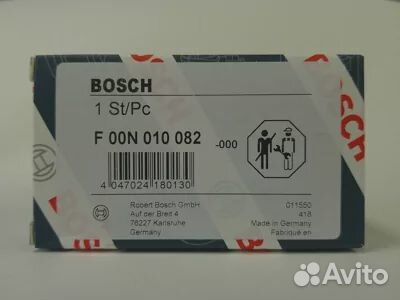 BOSCH
1 St/Pc
F 00N 010 082 -000
4 047024 180130
Robert Bosch GmbH
Auf der Breit 4
76227 Karlsruhe
Germany
011550
418
Made in Germany
Fabriqué en
BOSCH
BOSCH
Avito